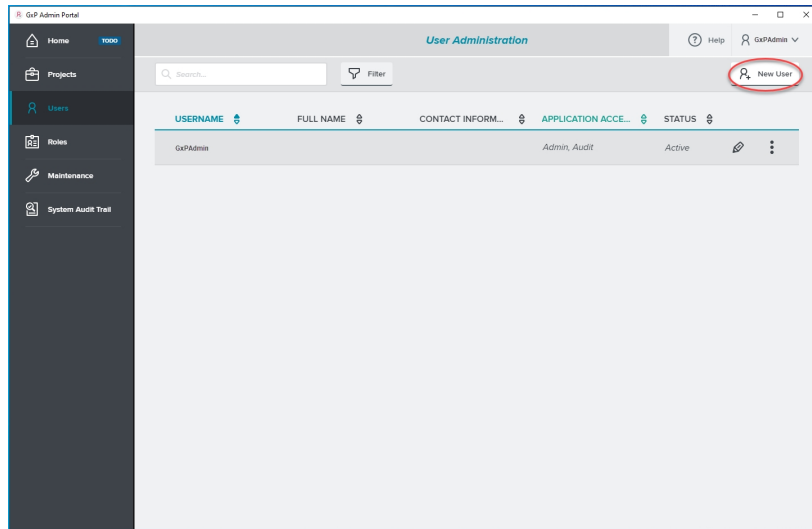 GxP Admin Portal
Home TODO
User Administration
Help
GxPAdmin
Projects
Search...
Filter
New User
Users
USERNAME FULL NAME CONTACT INFORM... APPLICATION ACCE... STATUS
Roles
GxPAdmin Admin, Audit Active
Maintenance
System Audit Trail